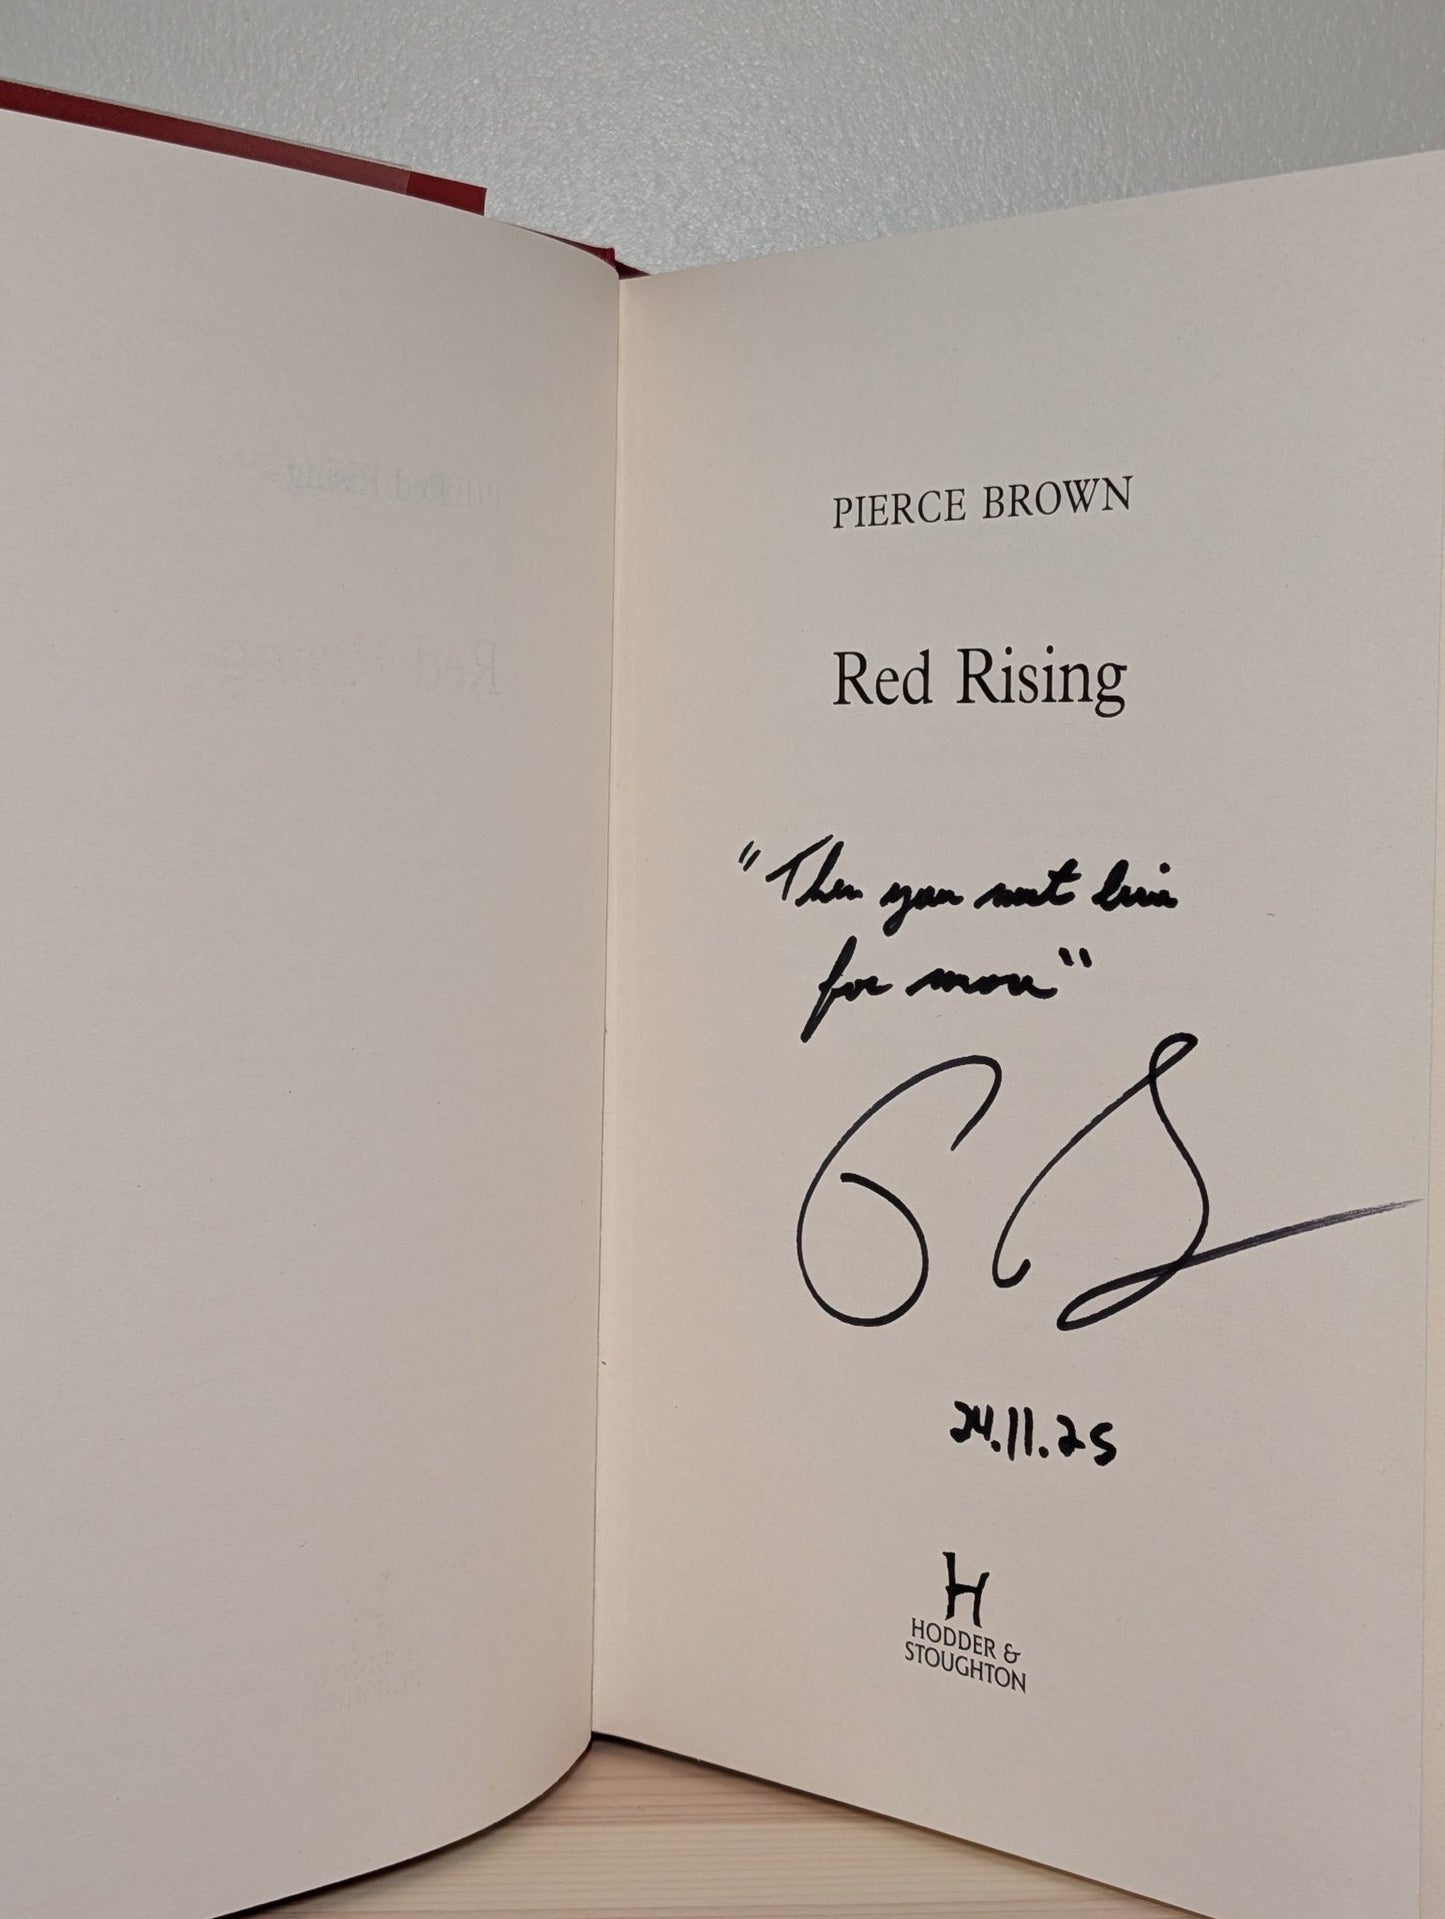 PIERCE BROWN
Red Rising
"Then you must live
for more"
24.11.25
H
HODDER &
STOUGHTON